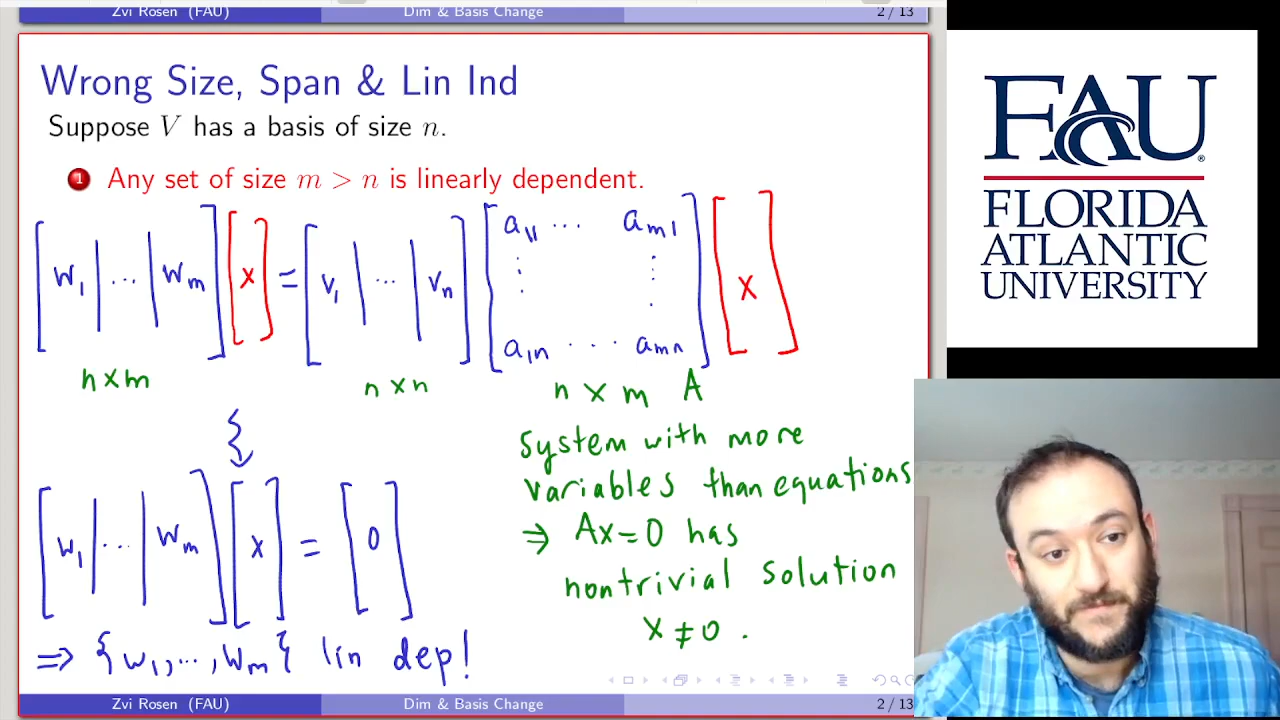 Zvi Rosen (FAU) Dim & Basis Change 2 / 13
Wrong Size, Span & Lin Ind
Suppose V has a basis of size n.
1 Any set of size m > n is linearly dependent.
[w₁ | ... | wₘ] [x] = [v₁ | ... | vₙ] [a₁₁ ... aₘ₁ ⋮ ⋮ a₁ₙ ... aₘₙ] [x]
n×m n×n n×m A
System with more
variables than equations
⇒ Ax=0 has
nontrivial solution
x ≠ 0.
[w₁ | ... | wₘ] [x] = [0]
⇒ {w₁,...,wₘ} lin dep!
Zvi Rosen (FAU) Dim & Basis Change 2 / 13
FAU
FLORIDA
ATLANTIC
UNIVERSITY